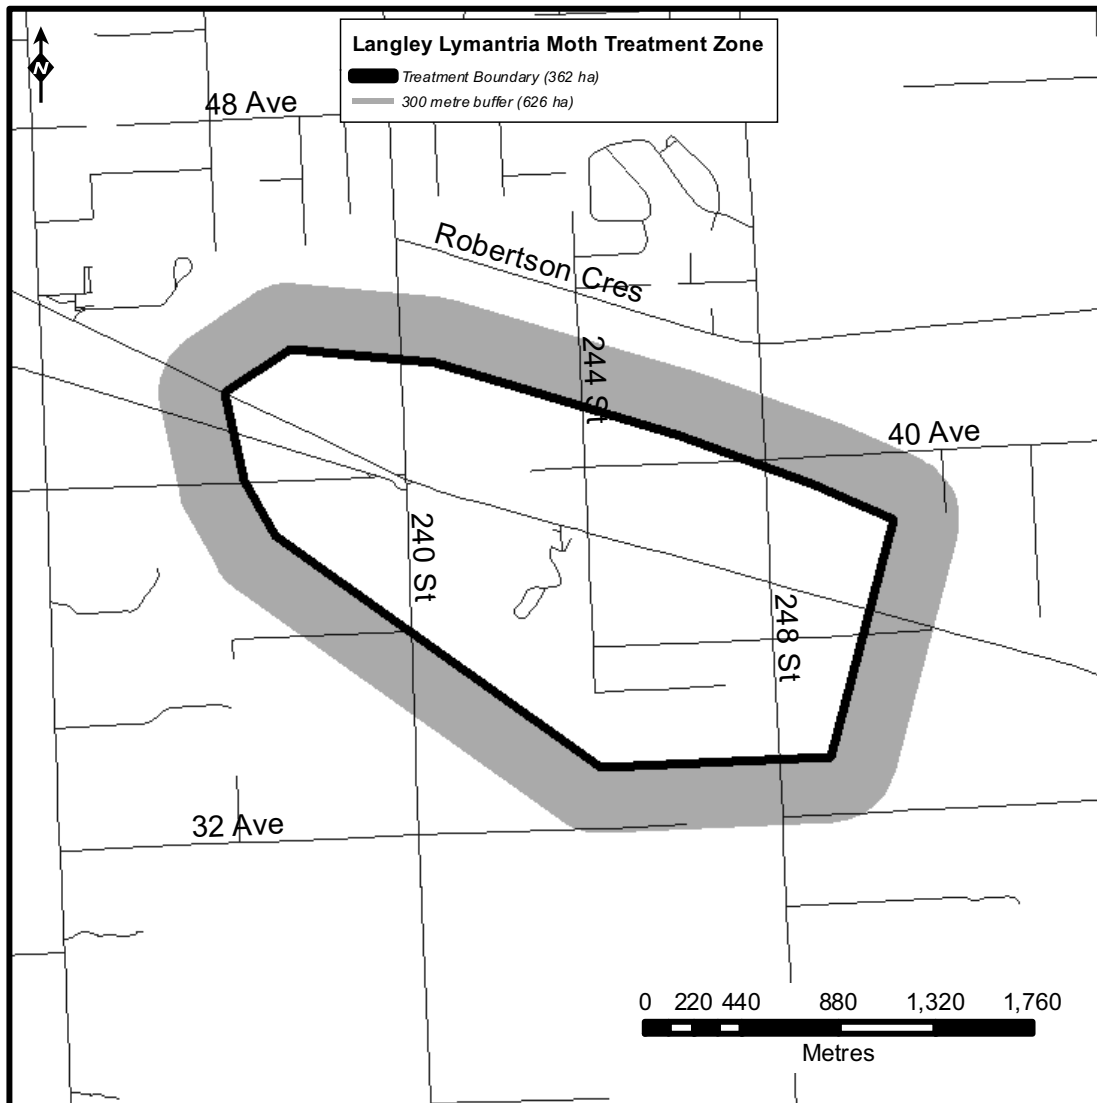 Langley Lymantria Moth Treatment Zone
Treatment Boundary (362 ha)
300 metre buffer (626 ha)
N
48 Ave
Robertson Cres
244 St
40 Ave
240 St
248 St
32 Ave
0 220 440 880 1,320 1,760
Metres